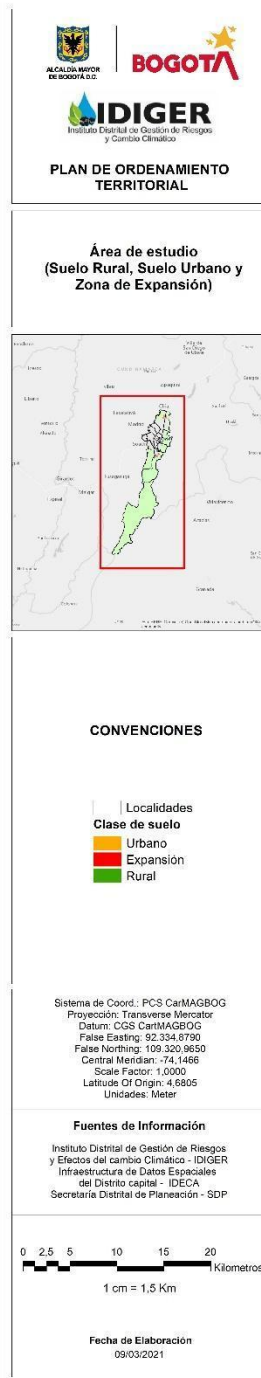 ALCALDÍA MAYOR
DE BOGOTÁ D.C.
BOGOTÁ
IDIGER
Instituto Distrital de Gestión de Riesgos
y Cambio Climático
PLAN DE ORDENAMIENTO
TERRITORIAL
Área de estudio
(Suelo Rural, Suelo Urbano y
Zona de Expansión)
Chía
Madrid
Fusagasugá
Granada
CONVENCIONES
Localidades
Clase de suelo
Urbano
Expansión
Rural
Sistema de Coord.: PCS CarMAGBOG
Proyección: Transverse Mercator
Datum: CGS CartMAGBOG
False Easting: 92.334,8790
False Northing: 109.320,9650
Central Meridian: -74,1466
Scale Factor: 1,0000
Latitude Of Origin: 4,6805
Unidades: Meter
Fuentes de Información
Instituto Distrital de Gestión de Riesgos
y Efectos del cambio Climático - IDIGER
Infraestructura de Datos Espaciales
del Distrito capital - IDECA
Secretaría Distrital de Planeación - SDP
0 2,5 5 10 15 20
Kilometros
1 cm = 1,5 Km
Fecha de Elaboración
09/03/2021